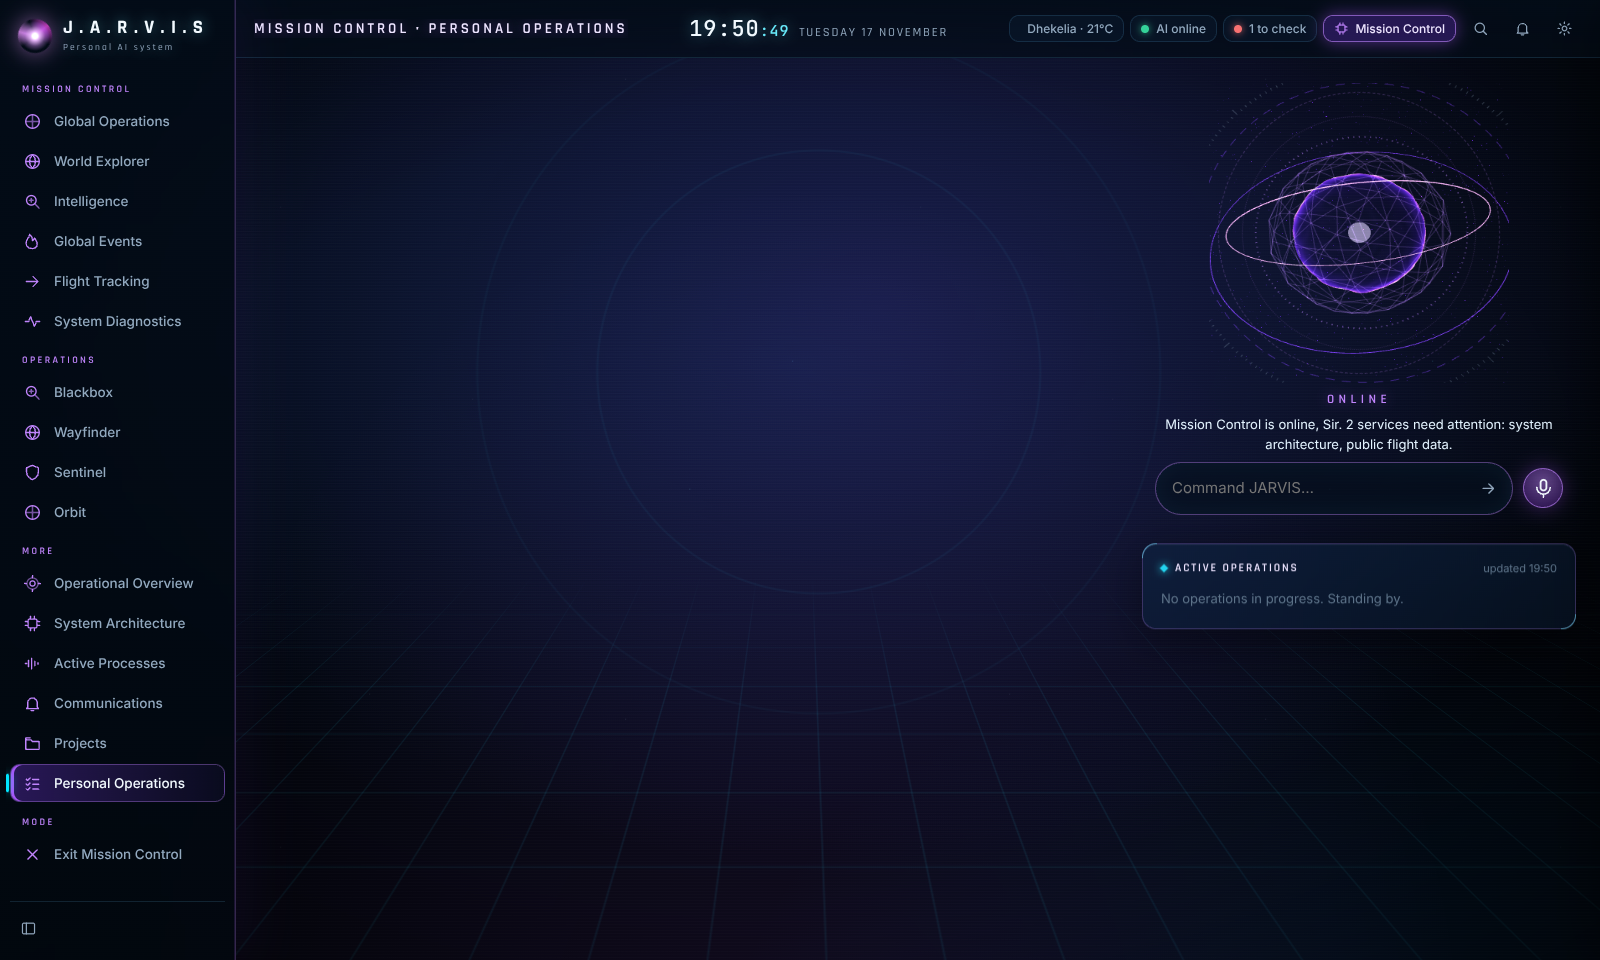 J.A.R.V.I.S
Personal AI system
MISSION CONTROL
Global Operations
World Explorer
Intelligence
Global Events
Flight Tracking
System Diagnostics
OPERATIONS
Blackbox
Wayfinder
Sentinel
Orbit
MORE
Operational Overview
System Architecture
Active Processes
Communications
Projects
Personal Operations
MODE
Exit Mission Control
MISSION CONTROL · PERSONAL OPERATIONS
19:50:49 TUESDAY 17 NOVEMBER
Dhekelia · 21°C
AI online
1 to check
Mission Control
ONLINE
Mission Control is online, Sir. 2 services need attention: system
architecture, public flight data.
Command JARVIS...
ACTIVE OPERATIONS
updated 19:50
No operations in progress. Standing by.